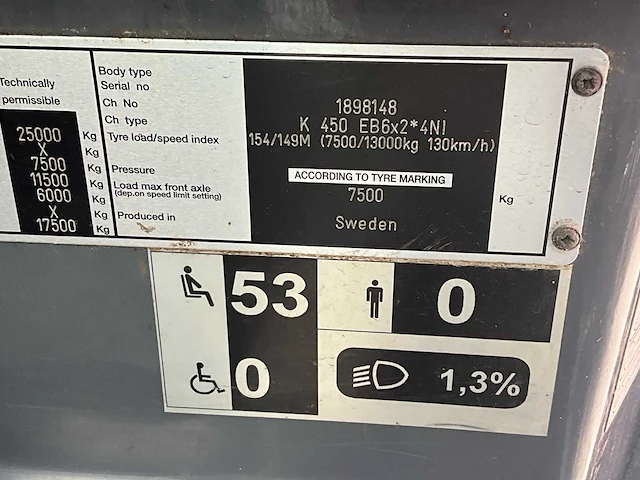 Technically
permissible
25000 Kg
X Kg
7500 Kg
11500 Kg
6000 Kg
X Kg
17500 Kg
Body type
Serial no
Ch No 1898148
Ch type K 450 EB6x2*4NI
Tyre load/speed index 154/149M (7500/13000kg 130km/h)
Pressure ACCORDING TO TYRE MARKING
Load max front axle 7500 Kg
(dep.on speed limit setting)
Produced in Sweden
53
0
0
1,3%